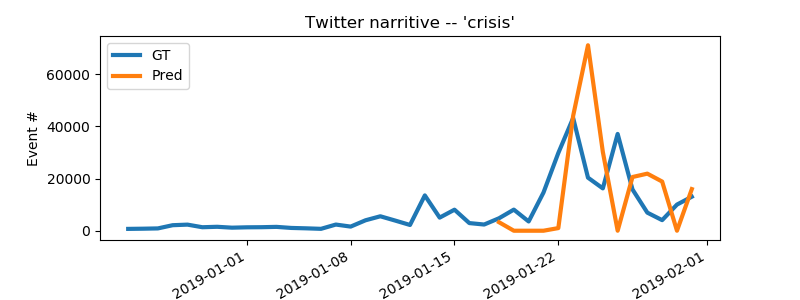 Twitter narritive -- 'crisis'
GT
Pred
Event #
60000
40000
20000
0
2019-01-01
2019-01-08
2019-01-15
2019-01-22
2019-02-01